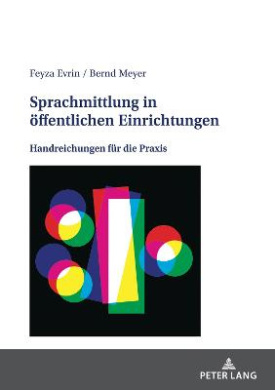 Feyza Evrin / Bernd Meyer
Sprachmittlung in
öffentlichen Einrichtungen
Handreichungen für die Praxis
PETER LANG